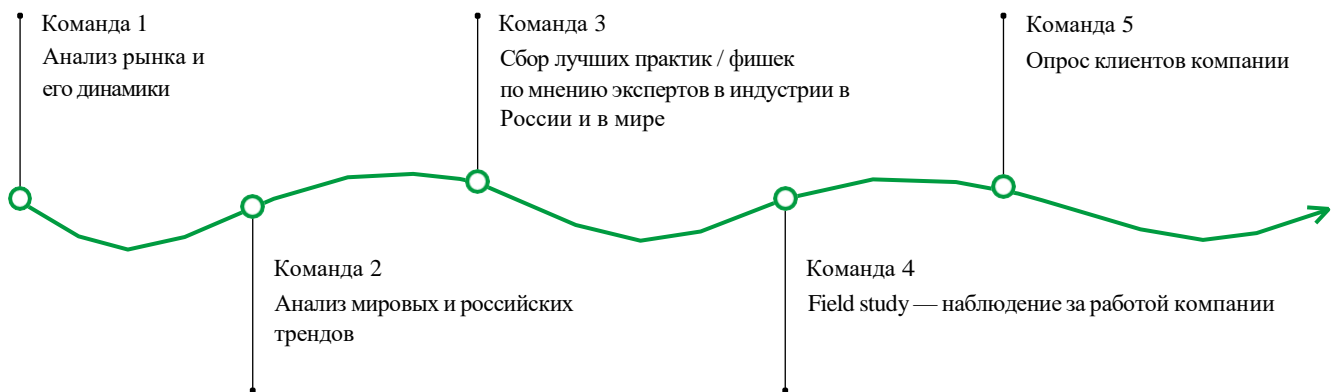 Команда 1
Анализ рынка и
его динамики
Команда 2
Анализ мировых и российских
трендов
Команда 3
Сбор лучших практик / фишек
по мнению экспертов в индустрии в
России и в мире
Команда 4
Field study — наблюдение за работой компании
Команда 5
Опрос клиентов компании